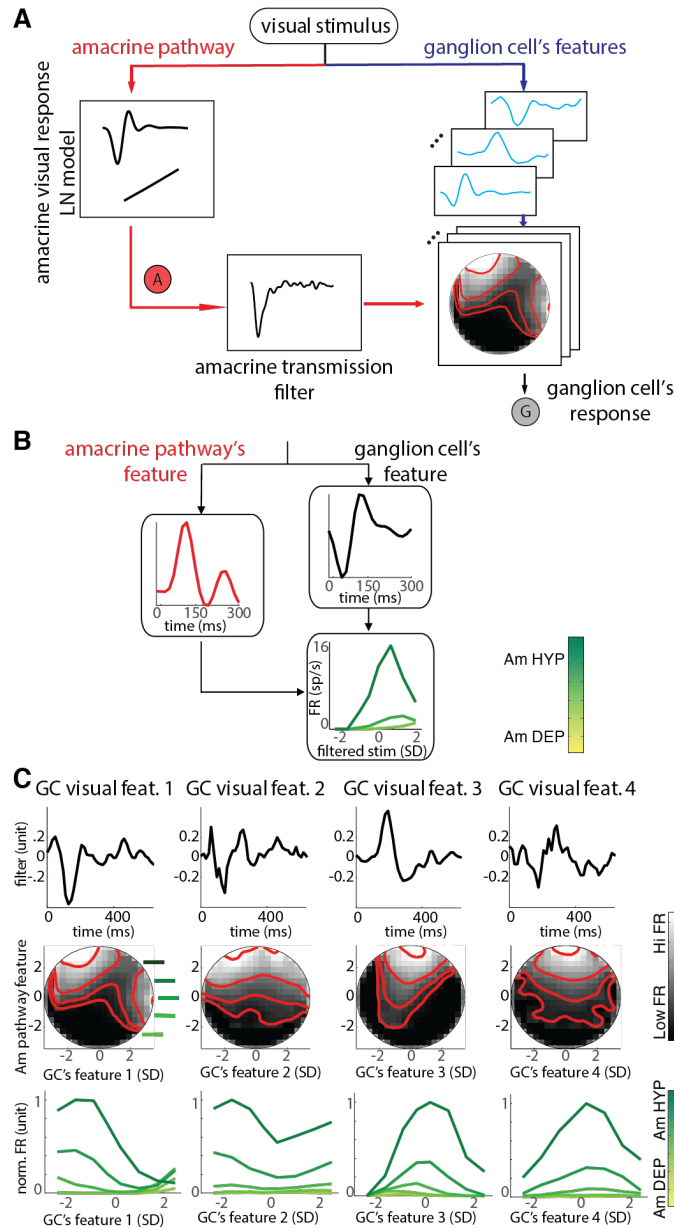 A
visual stimulus
amacrine pathway
ganglion cell's features
amacrine visual response
LN model
A
amacrine transmission
filter
ganglion cell's
response
G
B
amacrine pathway's
feature
ganglion cell's
feature
0 150 300
time (ms)
0 150 300
time (ms)
16
FR (sp/s)
0
-2 0 2
filtered stim (SD)
Am HYP
Am DEP
C
GC visual feat. 1 GC visual feat. 2 GC visual feat. 3 GC visual feat. 4
filter (unit)
0.2 0.2 0.2 0.2
0 0 0 0
-0.2 -0.2 -0.2 -0.2
0 400 0 400 0 400 0 400
time (ms) time (ms) time (ms) time (ms)
Am pathway feature
2 2 2 2
0 0 0 0
-2 -2 -2 -2
-2 0 2 -2 0 2 -2 0 2 -2 0 2
GC's feature 1 (SD) GC's feature 2 (SD) GC's feature 3 (SD) GC's feature 4 (SD)
Hi FR
Low FR
norm. FR (unit)
1 1 1 1
0 0 0 0
-2 0 2 -2 0 2 -2 0 2 -2 0 2
GC's feature 1 (SD) GC's feature 2 (SD) GC's feature 3 (SD) GC's feature 4 (SD)
Am HYP
Am DEP